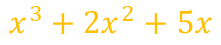 x³ + 2x² + 5x